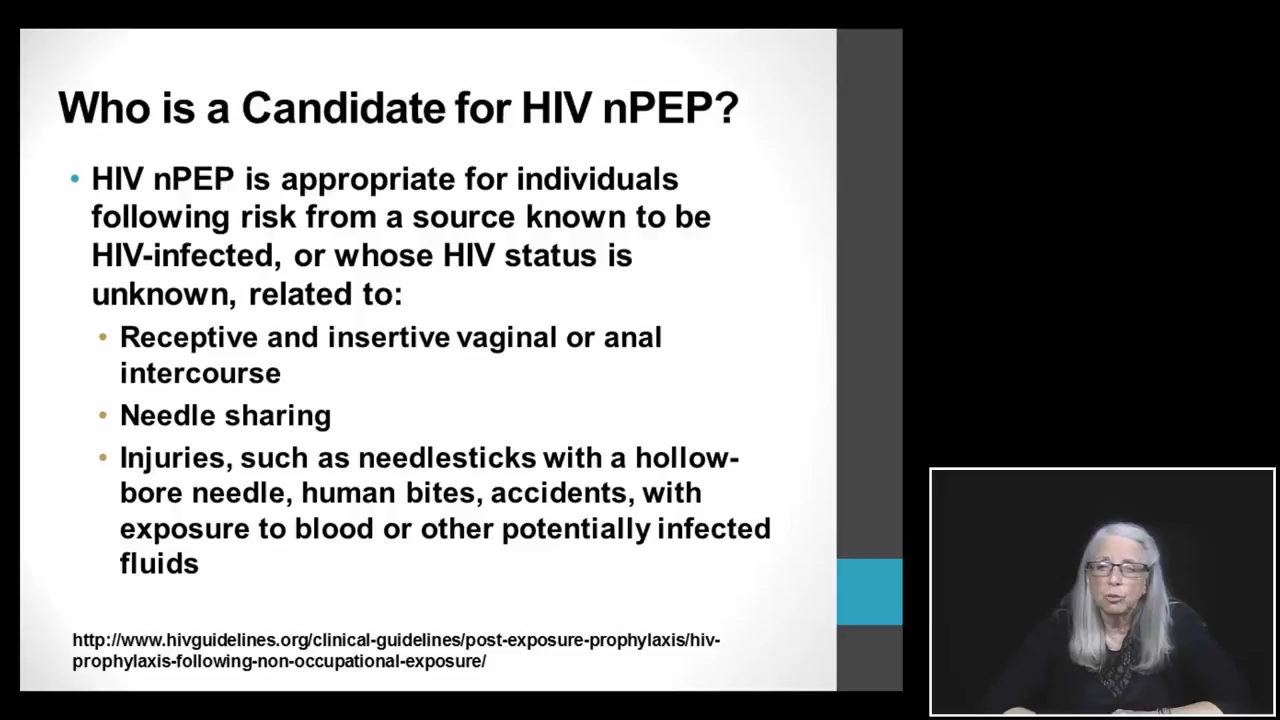 Who is a Candidate for HIV nPEP?
• HIV nPEP is appropriate for individuals
following risk from a source known to be
HIV-infected, or whose HIV status is
unknown, related to:
• Receptive and insertive vaginal or anal
intercourse
• Needle sharing
• Injuries, such as needlesticks with a hollow-
bore needle, human bites, accidents, with
exposure to blood or other potentially infected
fluids
http://www.hivguidelines.org/clinical-guidelines/post-exposure-prophylaxis/hiv-
prophylaxis-following-non-occupational-exposure/